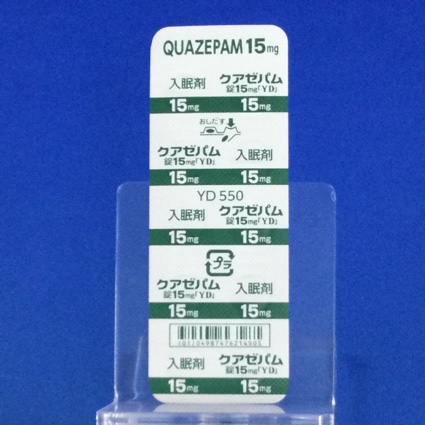 QUAZEPAM 15mg
入眠剤 クアゼパム
錠15mg「YD」
15mg 15mg
おしだす
クアゼパム 入眠剤
錠15mg「YD」
15mg 15mg
YD 550
入眠剤 クアゼパム
錠15mg「YD」
15mg 15mg
プラ
クアゼパム 入眠剤
錠15mg「YD」
15mg 15mg
入眠剤 クアゼパム
錠15mg「YD」
15mg 15mg